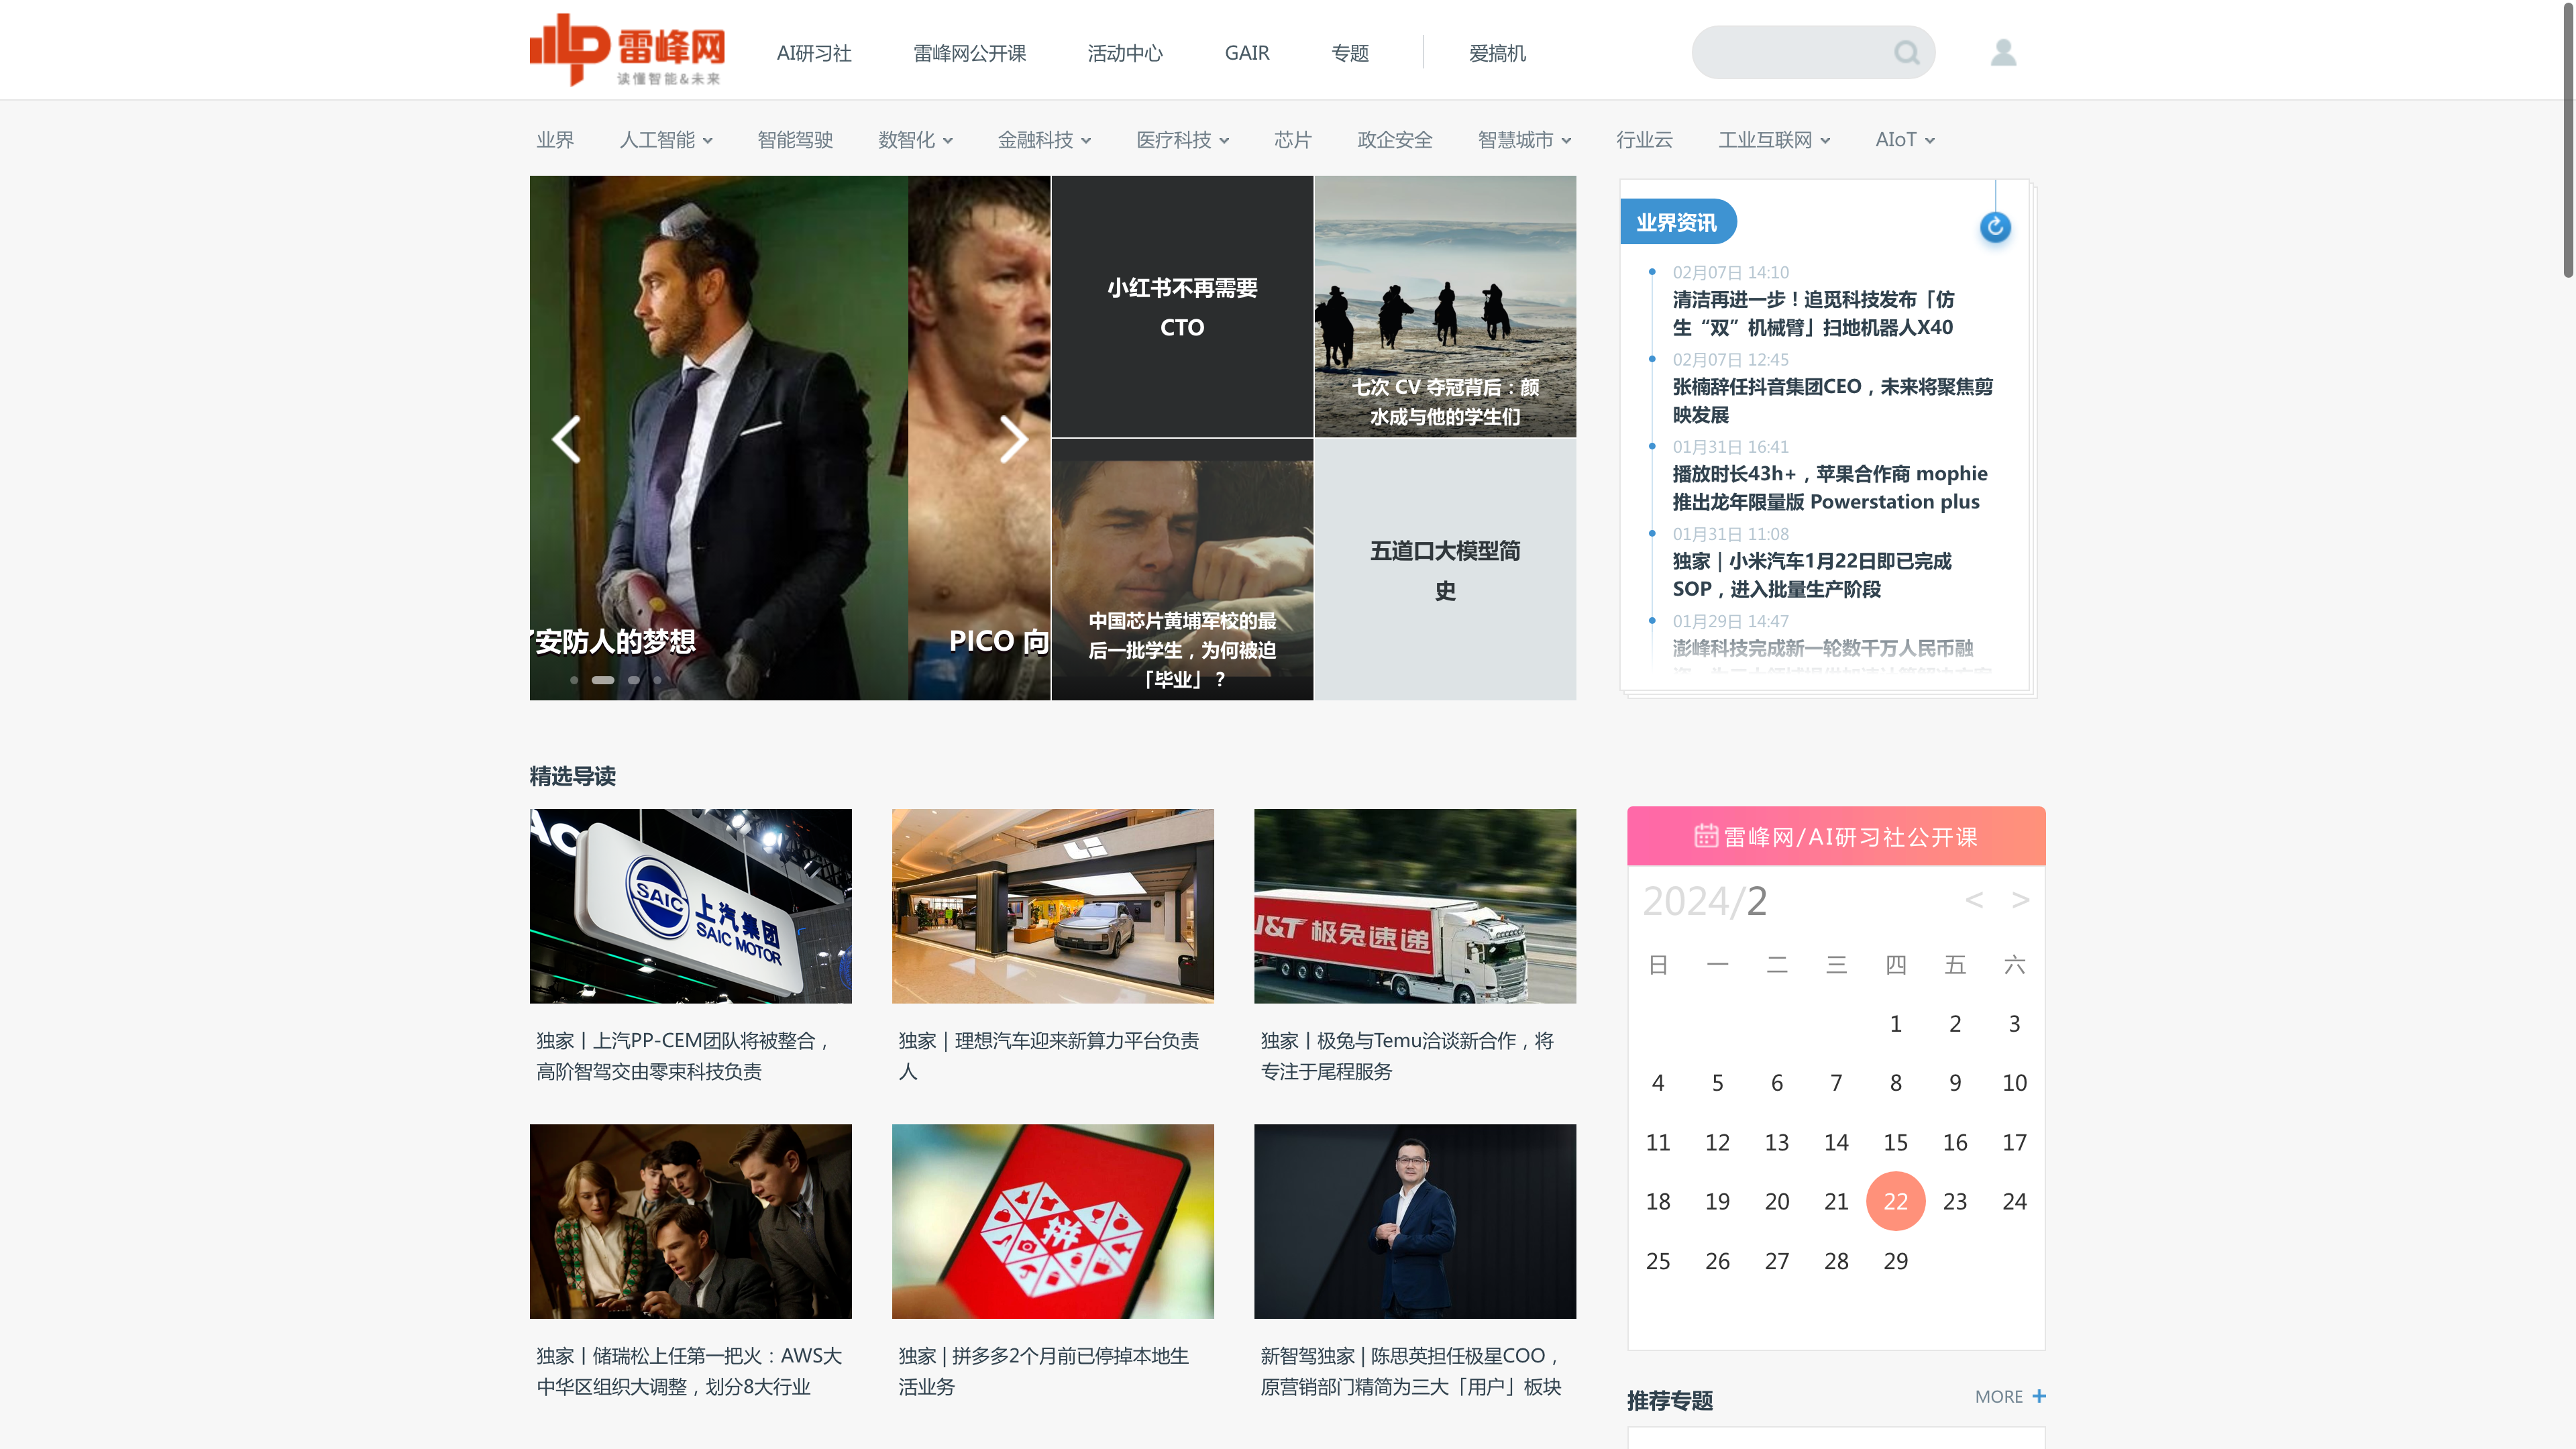 雷峰网
读懂智能&未来
AI研习社
雷峰网公开课
活动中心
GAIR
专题
爱搞机
业界
人工智能
智能驾驶
数智化
金融科技
医疗科技
芯片
政企安全
智慧城市
行业云
工业互联网
AIoT
安防人的梦想
PICO 向
小红书不再需要
CTO
七次 CV 夺冠背后：颜
水成与他的学生们
中国芯片黄埔军校的最
后一批学生，为何被迫
「毕业」？
五道口大模型简
史
业界资讯
02月07日 14:10
清洁再进一步！追觅科技发布「仿
生“双”机械臂」扫地机器人X40
02月07日 12:45
张楠辞任抖音集团CEO，未来将聚焦剪
映发展
01月31日 16:41
播放时长43h+，苹果合作商 mophie
推出龙年限量版 Powerstation plus
01月31日 11:08
独家｜小米汽车1月22日即已完成
SOP，进入批量生产阶段
01月29日 14:47
澎峰科技完成新一轮数千万人民币融
精选导读
SAIC
上汽集团
SAIC MOTOR
J&T 极兔速递
独家丨上汽PP-CEM团队将被整合，
高阶智驾交由零束科技负责
独家｜理想汽车迎来新算力平台负责
人
独家丨极兔与Temu洽谈新合作，将
专注于尾程服务
拼
独家丨储瑞松上任第一把火：AWS大
中华区组织大调整，划分8大行业
独家 | 拼多多2个月前已停掉本地生
活业务
新智驾独家 | 陈思英担任极星COO，
原营销部门精简为三大「用户」板块
雷峰网/AI研习社公开课
2024/2
< >
日 一 二 三 四 五 六
1 2 3
4 5 6 7 8 9 10
11 12 13 14 15 16 17
18 19 20 21 22 23 24
25 26 27 28 29
推荐专题
MORE +